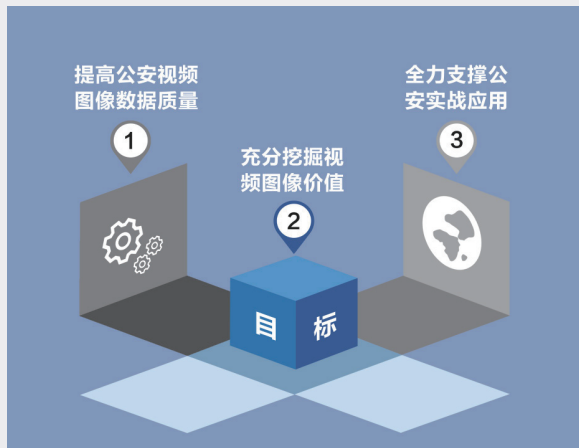 提高公安视频
图像数据质量
1
充分挖掘视
频图像价值
2
全力支撑公
安实战应用
3
目标